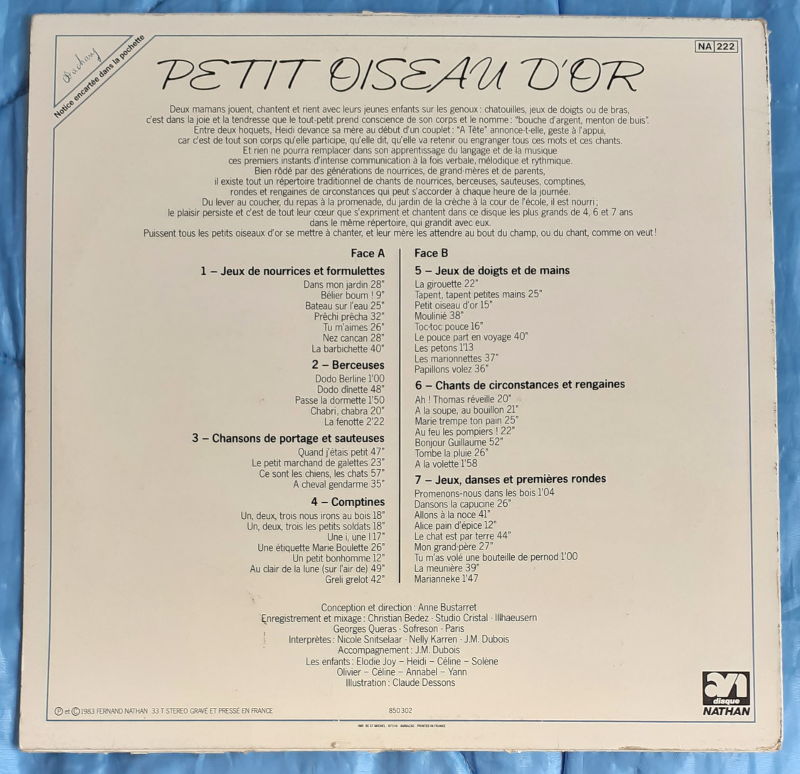 Notice encartée dans la pochette
NA 222
PETIT OISEAU D'OR
Deux mamans jouent, chantent et rient avec leurs jeunes enfants sur les genoux : chatouilles, jeux de doigts ou de bras,
c'est dans la joie et la tendresse que le tout-petit prend conscience de son corps et le nomme : "bouche d'argent, menton de buis".
Entre deux hoquets, Heidi devance sa mère au début d'un couplet : "A Tête" annonce-t-elle, geste à l'appui,
car c'est de tout son corps qu'elle participe, qu'elle dit, qu'elle va retenir ou engranger tous ces mots et ces chants.
Et rien ne pourra remplacer dans son apprentissage du langage et de la musique
ces premiers instants d'intense communication à la fois verbale, mélodique et rythmique.
Bien rôdé par des générations de nourrices, de grand-mères et de parents,
il existe tout un répertoire traditionnel de chants de nourrices, berceuses, sauteuses, comptines,
rondes et rengaines de circonstances qui peut s'accorder à chaque heure de la journée.
Du lever au coucher, du repas à la promenade, du jardin de la crèche à la cour de l'école, il est nourri ;
le plaisir persiste et c'est de tout leur cœur que s'expriment et chantent dans ce disque les plus grands de 4, 6 et 7 ans
dans le même répertoire, qui grandit avec eux.
Puissent tous les petits oiseaux d'or se mettre à chanter, et leur mère les attendre au bout du champ, ou du chant, comme on veut !
Face A
1 – Jeux de nourrices et formulettes
Dans mon jardin 28"
Bélier boum ! 9"
Bateau sur l'eau 25"
Prêchi prêcha 32"
Tu m'aimes 26"
Nez cancan 28"
La barbichette 40"
2 – Berceuses
Dodo Berline 1'00
Dodo dînette 48"
Passe la dormette 1'50
Chabri, chabra 20"
La fenotte 2'22
3 – Chansons de portage et sauteuses
Quand j'étais petit 47"
Le petit marchand de galettes 23"
Ce sont les chiens, les chats 57"
A cheval gendarme 35"
4 – Comptines
Un, deux, trois nous irons au bois 18"
Un, deux, trois les petits soldats 18"
Une i, une l 17"
Une étiquette Marie Boulette 26"
Un petit bonhomme 12"
Au clair de la lune (sur l'air de) 49"
Greli grelot 42"
Face B
5 – Jeux de doigts et de mains
La girouette 22"
Tapent, tapent petites mains 25"
Petit oiseau d'or 15"
Moulinié 38"
Toc-toc pouce 16"
Le pouce part en voyage 40"
Les petons 1'13
Les marionnettes 37"
Papillons volez 36"
6 – Chants de circonstances et rengaines
Ah ! Thomas réveille 20"
A la soupe, au bouillon 21"
Marie trempe ton pain 25"
Au feu les pompiers ! 22"
Bonjour Guillaume 52"
Tombe la pluie 26"
A la volette 1'58
7 – Jeux, danses et premières rondes
Promenons-nous dans les bois 1'04
Dansons la capucine 26"
Allons à la noce 41"
Alice pain d'épice 12"
Le chat est par terre 44"
Mon grand-père 27"
Tu m'as volé une bouteille de pernod 1'00
La meunière 39"
Marianneke 1'47
Conception et direction : Anne Bustarret
Enregistrement et mixage : Christian Bedez - Studio Cristal - Illhaeusern
Georges Queras - Sofreson - Paris
Interprètes : Nicole Snitselaar - Nelly Karren - J.M. Dubois
Accompagnement : J.M. Dubois
Les enfants : Elodie Joy – Heidi – Céline – Solène
Olivier – Céline – Annabel – Yann
Illustration : Claude Dessons
disque
NATHAN
Ⓟ et Ⓒ 1983 FERNAND NATHAN 33 T STEREO GRAVÉ ET PRESSÉ EN FRANCE
850302